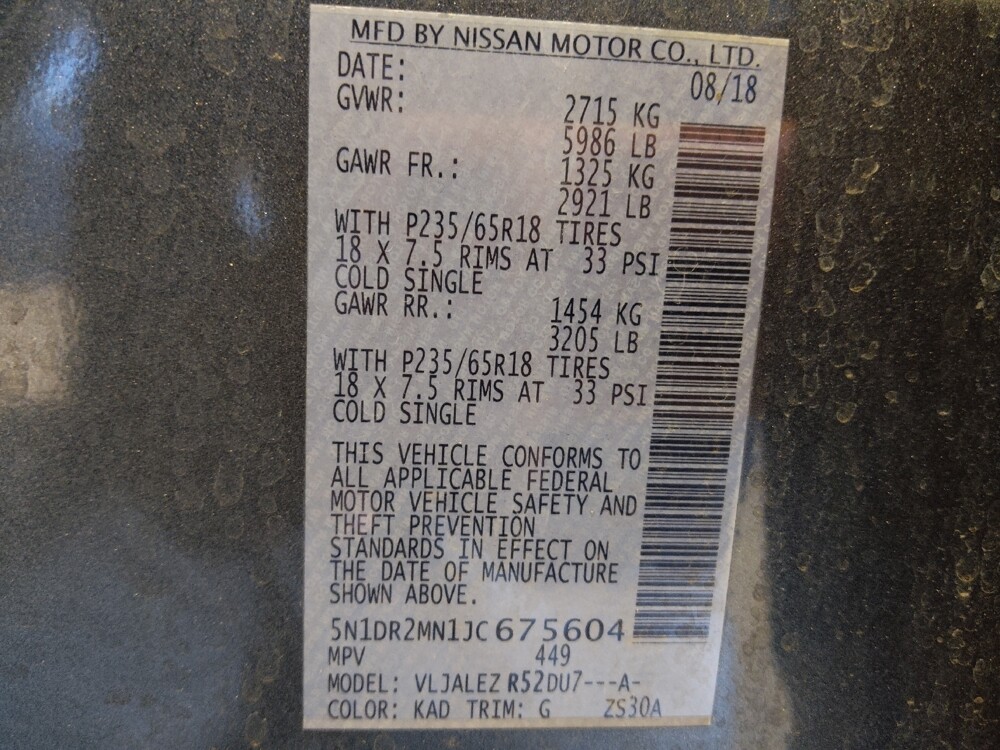 MFD BY NISSAN MOTOR CO., LTD.
DATE: 08/18
GVWR: 2715 KG
5986 LB
GAWR FR.: 1325 KG
2921 LB
WITH P235/65R18 TIRES
18 X 7.5 RIMS AT 33 PSI
COLD SINGLE
GAWR RR.: 1454 KG
3205 LB
WITH P235/65R18 TIRES
18 X 7.5 RIMS AT 33 PSI
COLD SINGLE
THIS VEHICLE CONFORMS TO
ALL APPLICABLE FEDERAL
MOTOR VEHICLE SAFETY AND
THEFT PREVENTION
STANDARDS IN EFFECT ON
THE DATE OF MANUFACTURE
SHOWN ABOVE.
5N1DR2MN1JC675604
MPV 449
MODEL: VLJALEZ R52DU7---A-
COLOR: KAD TRIM: G ZS30A